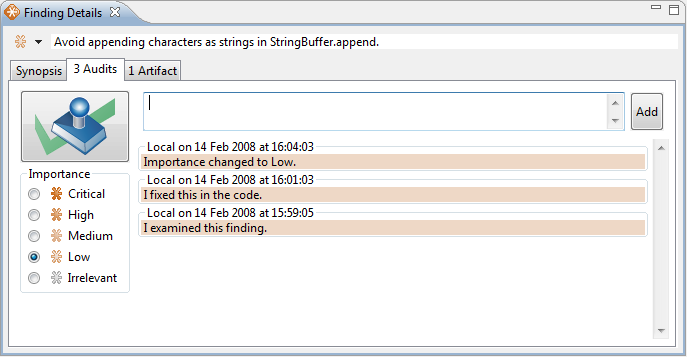 Finding Details
Avoid appending characters as strings in StringBuffer.append.
Synopsis 3 Audits 1 Artifact
Add
Local on 14 Feb 2008 at 16:04:03
Importance changed to Low.
Importance
Local on 14 Feb 2008 at 16:01:03
Critical
I fixed this in the code.
High
Local on 14 Feb 2008 at 15:59:05
I examined this finding.
Medium
Low
Irrelevant